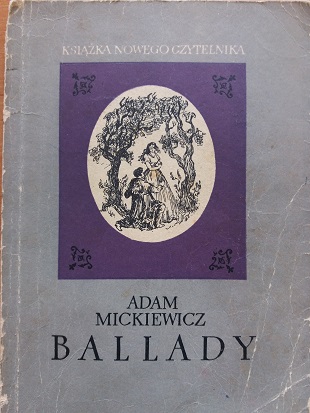 KSIĄŻKA NOWEGO CZYTELNIKA
ADAM
MICKIEWICZ
BALLADY